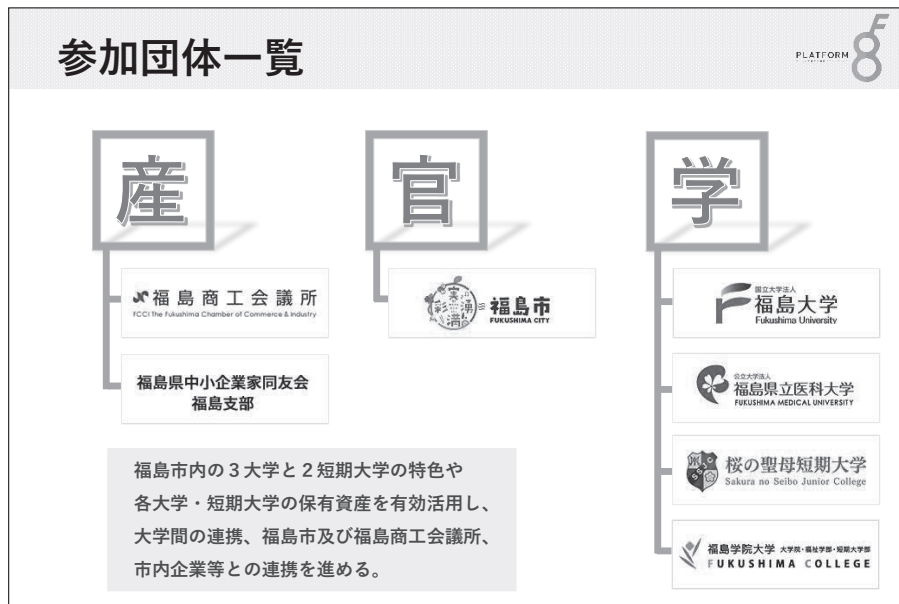 参加団体一覧
PLATFORM
F
8
産
福島商工会議所
FCCI The Fukushima Chamber of Commerce & Industry
福島県中小企業家同友会
福島支部
官
実湧彩満
福島市
FUKUSHIMA CITY
学
国立大学法人
福島大学
Fukushima University
公立大学法人
福島県立医科大学
FUKUSHIMA MEDICAL UNIVERSITY
桜の聖母短期大学
Sakura no Seibo Junior College
福島学院大学 大学院・福祉学部・短期大学部
FUKUSHIMA COLLEGE
福島市内の3大学と2短期大学の特色や
各大学・短期大学の保有資産を有効活用し、
大学間の連携、福島市及び福島商工会議所、
市内企業等との連携を進める。